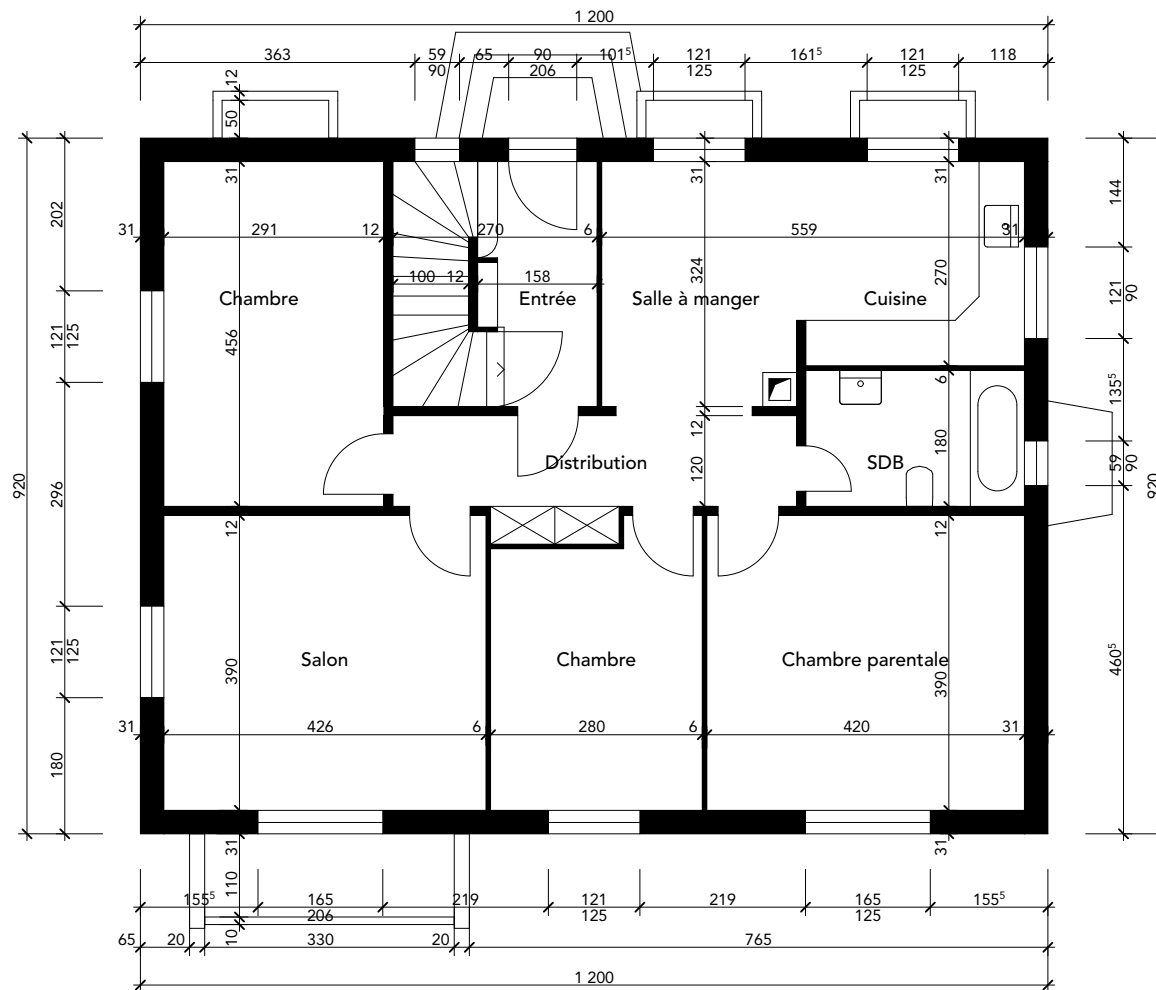 1 200
363 59 65 90 101⁵ 121 161⁵ 121 118
90 206 125 125
12
50
31 31 31
202 144
31 291 12 270 6 559 31
100 12 158
324 270
Chambre Entrée Salle à manger Cuisine
121 125 121 90
456
135⁵
6
12
120 180
Distribution SDB
59 90
920 296 920
12 12
121 125
390 390 460⁵
Salon Chambre Chambre parentale
31 426 6 280 6 420 31
180
31 31
110
155⁵ 165 219 121 219 165 155⁵
206 125 125
10
65 20 330 20 765
1 200